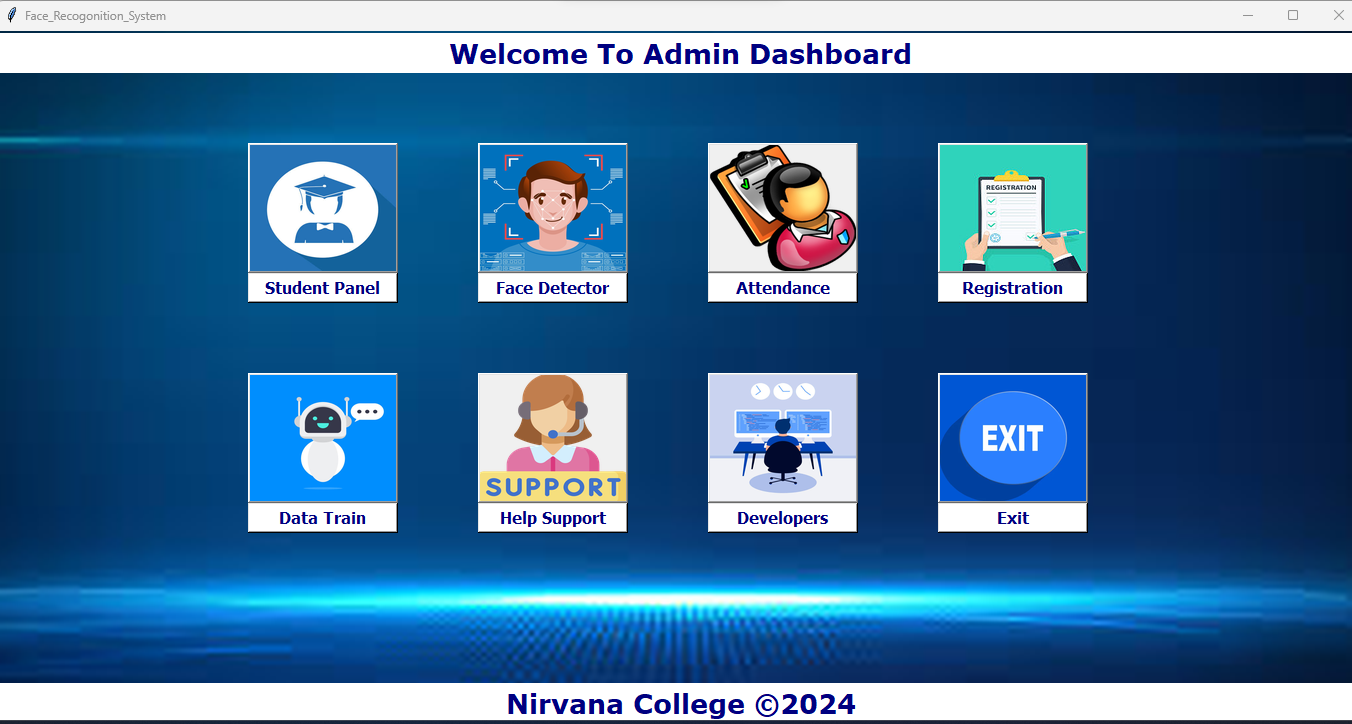 Face_Recogonition_System
Welcome To Admin Dashboard
REGISTRATION
Student Panel
Face Detector
Attendance
Registration
SUPPORT
EXIT
Data Train
Help Support
Developers
Exit
Nirvana College ©2024